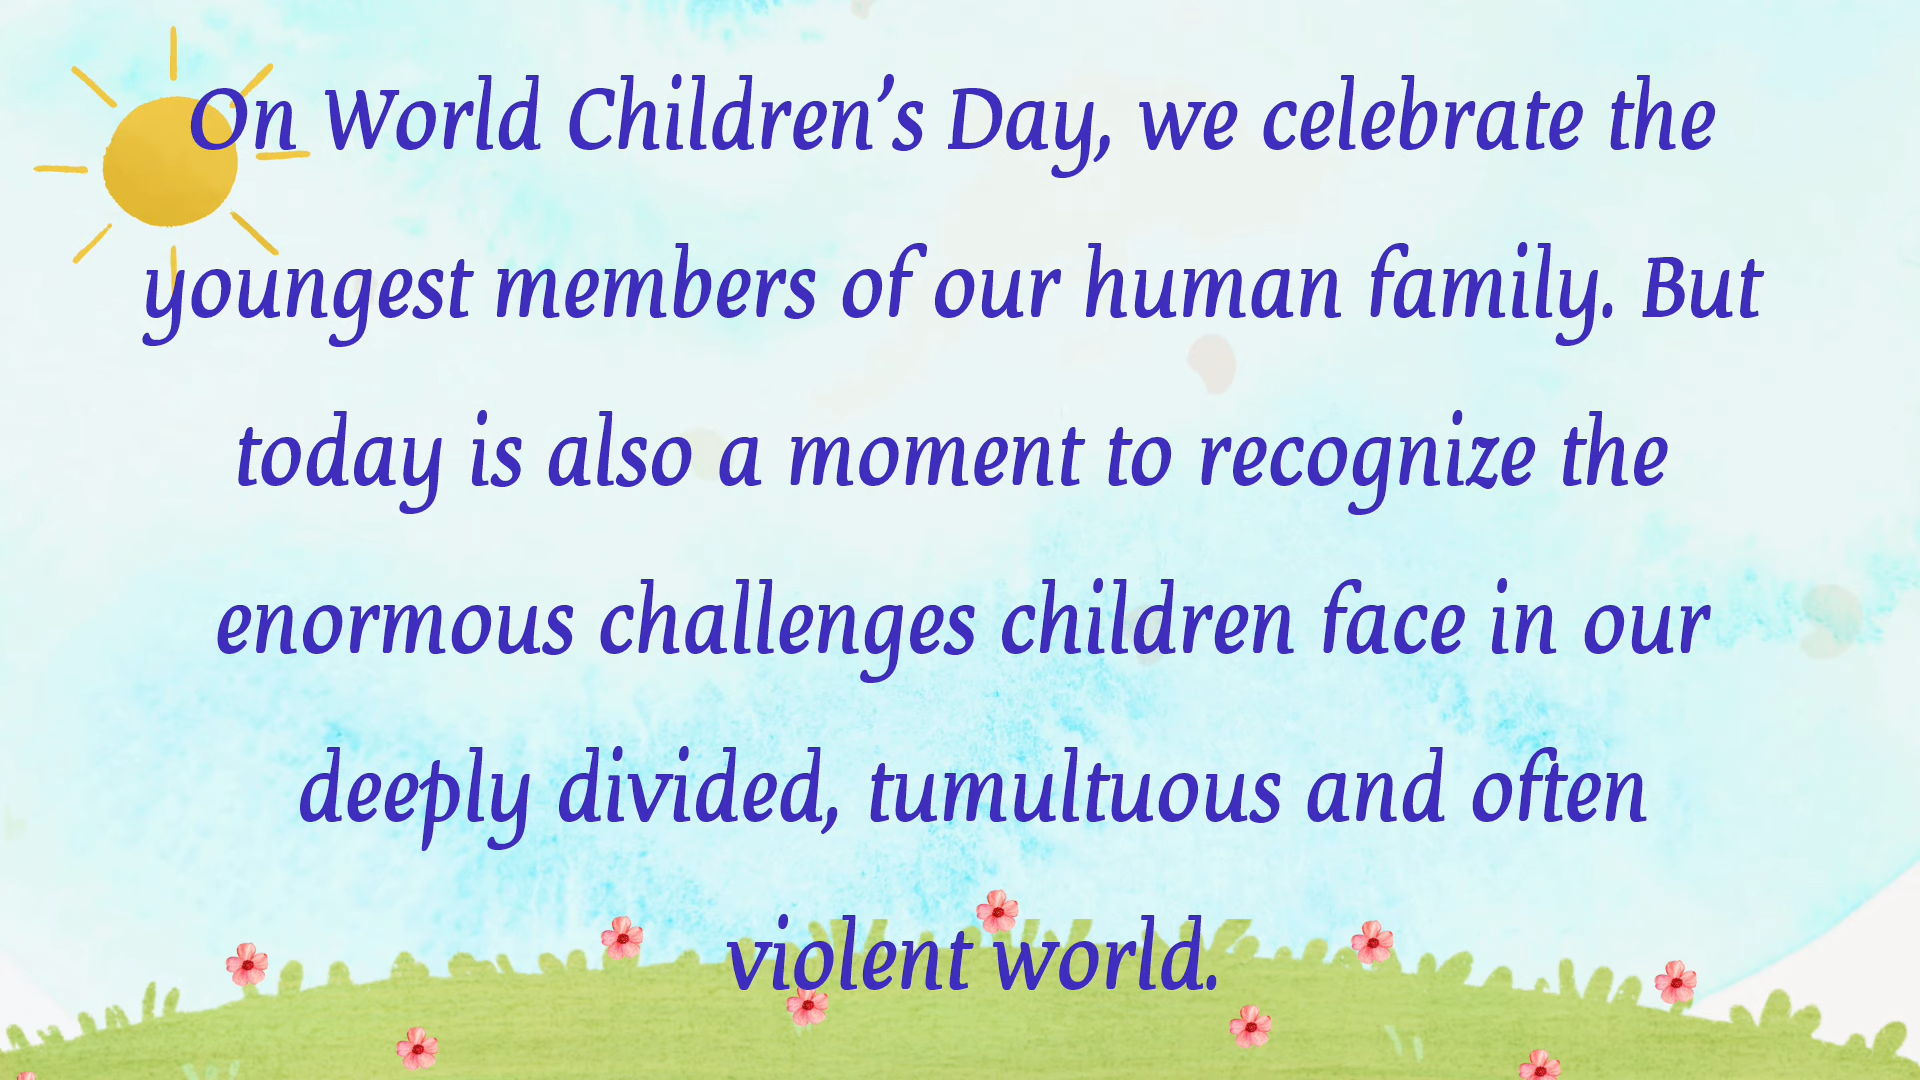 On World Children’s Day, we celebrate the
youngest members of our human family. But
today is also a moment to recognize the
enormous challenges children face in our
deeply divided, tumultuous and often
violent world.